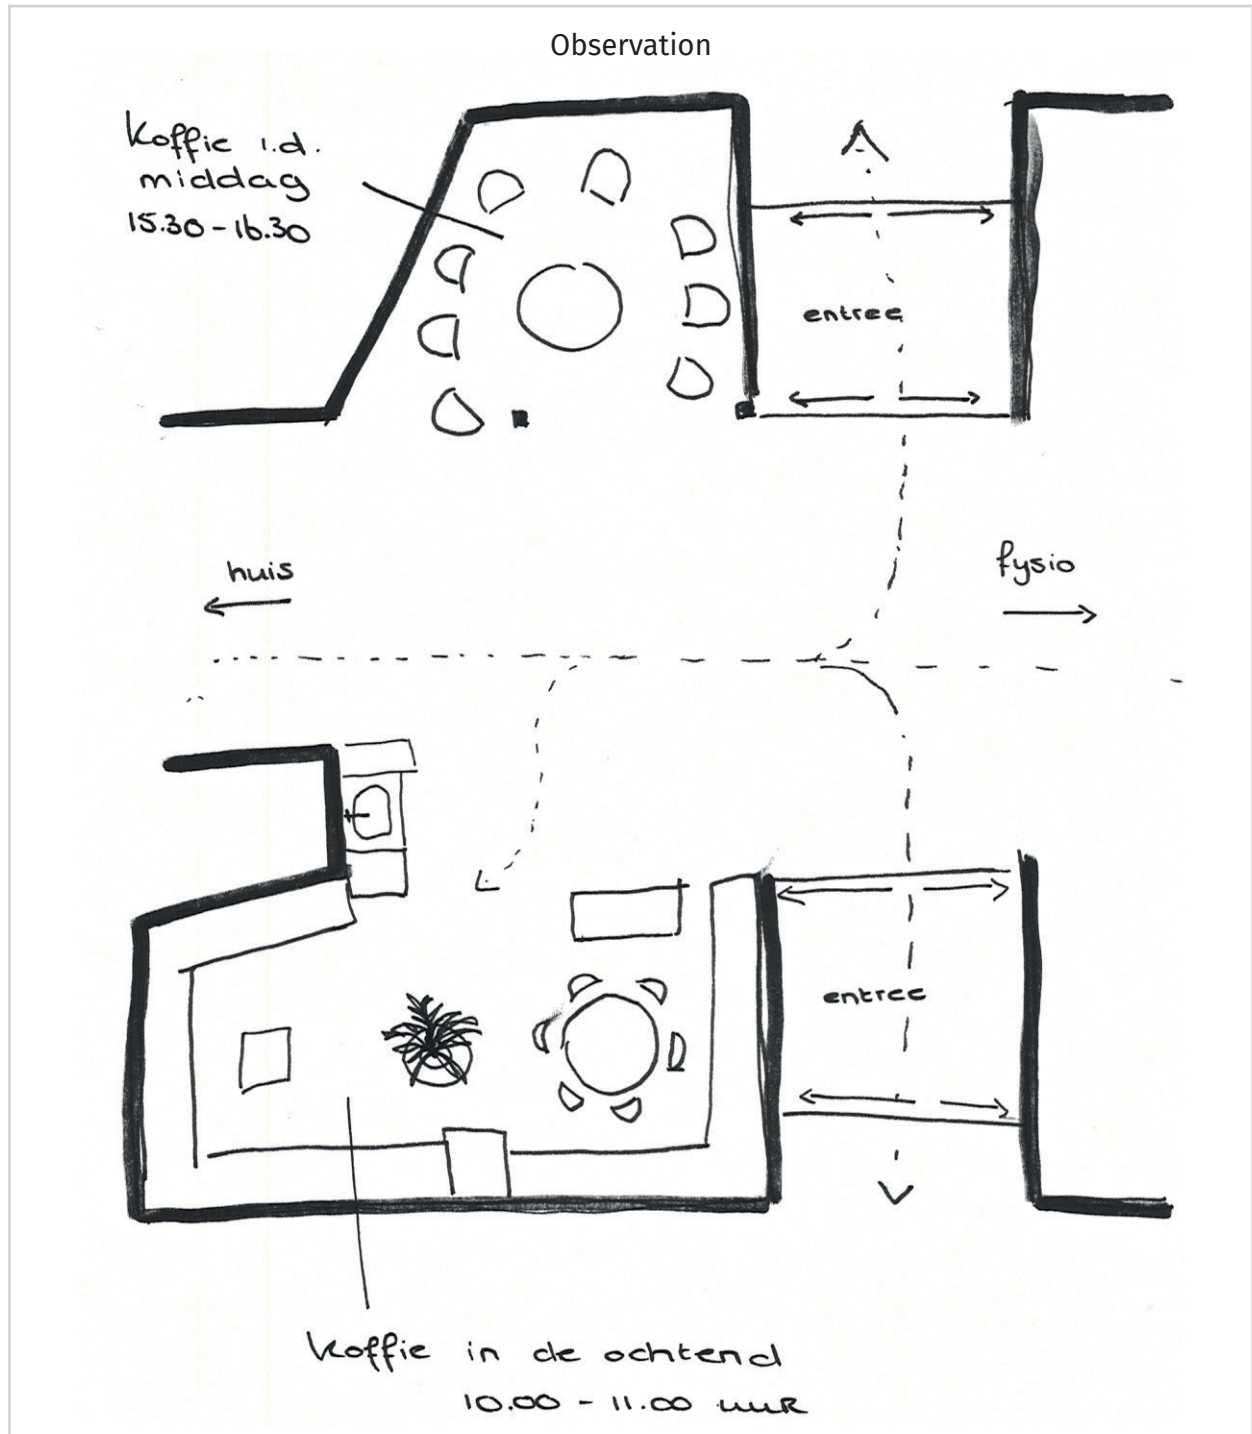 Observation
Koffie i.d.
middag
15.30-16.30
entree
huis
fysio
entree
Koffie in de ochtend
10.00 - 11.00 uuR